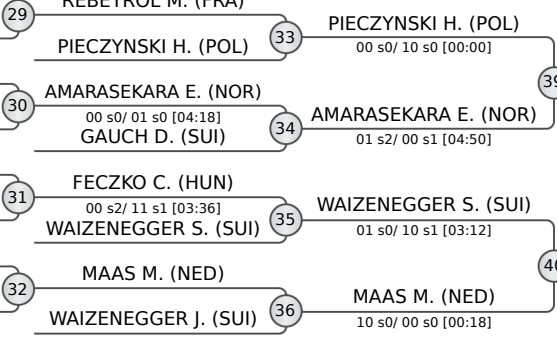 REBETROL M. (FRA)
29
PIECZYNSKI H. (POL)
33
PIECZYNSKI H. (POL)
00 s0/ 10 s0 [00:00]
39
AMARASEKARA E. (NOR)
30
00 s0/ 01 s0 [04:18]
GAUCH D. (SUI)
34
AMARASEKARA E. (NOR)
01 s2/ 00 s1 [04:50]
FECZKO C. (HUN)
31
00 s2/ 11 s1 [03:36]
WAIZENEGGER S. (SUI)
35
WAIZENEGGER S. (SUI)
01 s0/ 10 s1 [03:12]
40
MAAS M. (NED)
32
WAIZENEGGER J. (SUI)
36
MAAS M. (NED)
10 s0/ 00 s0 [00:18]